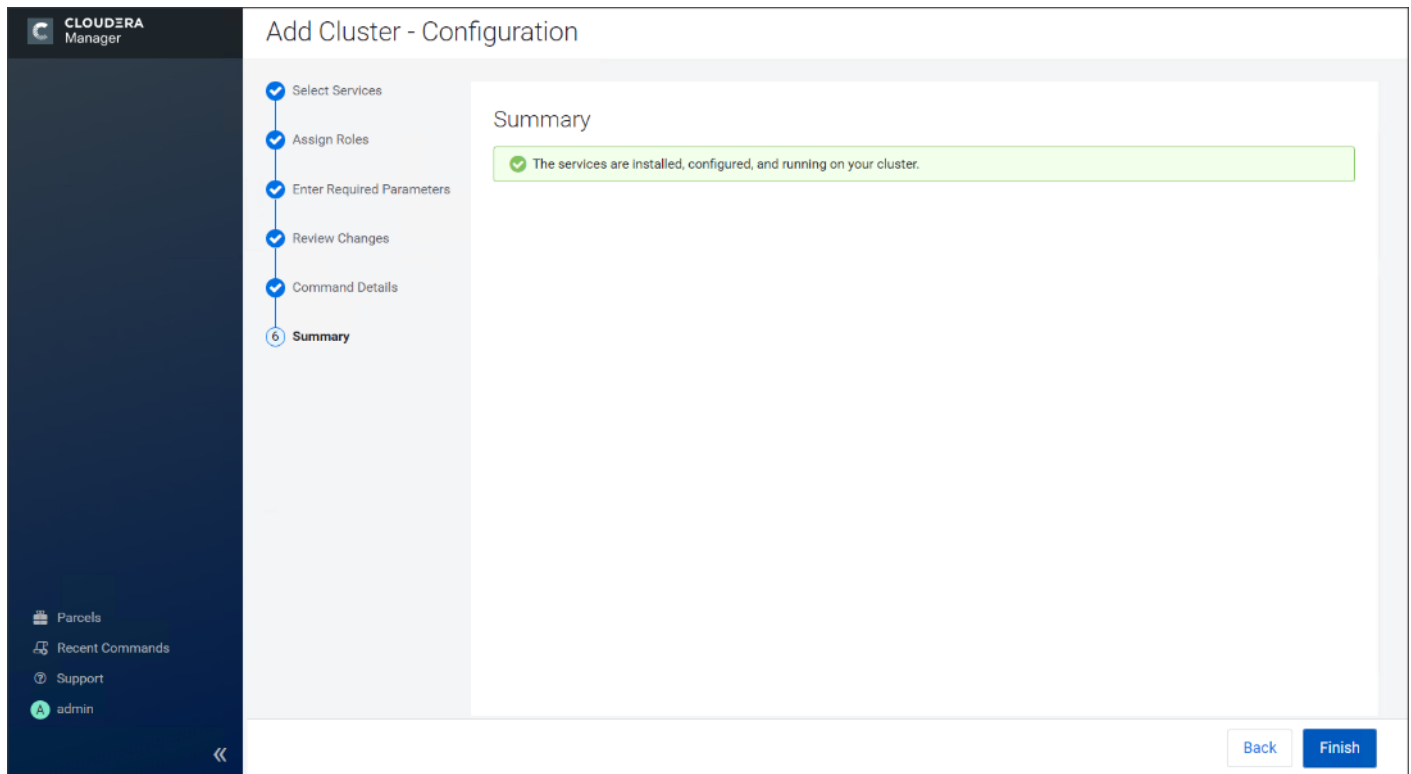 CLOUDERA
Manager
Add Cluster - Configuration
Select Services
Assign Roles
Enter Required Parameters
Review Changes
Command Details
6 Summary
Summary
The services are installed, configured, and running on your cluster.
Parcels
Recent Commands
Support
A admin
Back
Finish